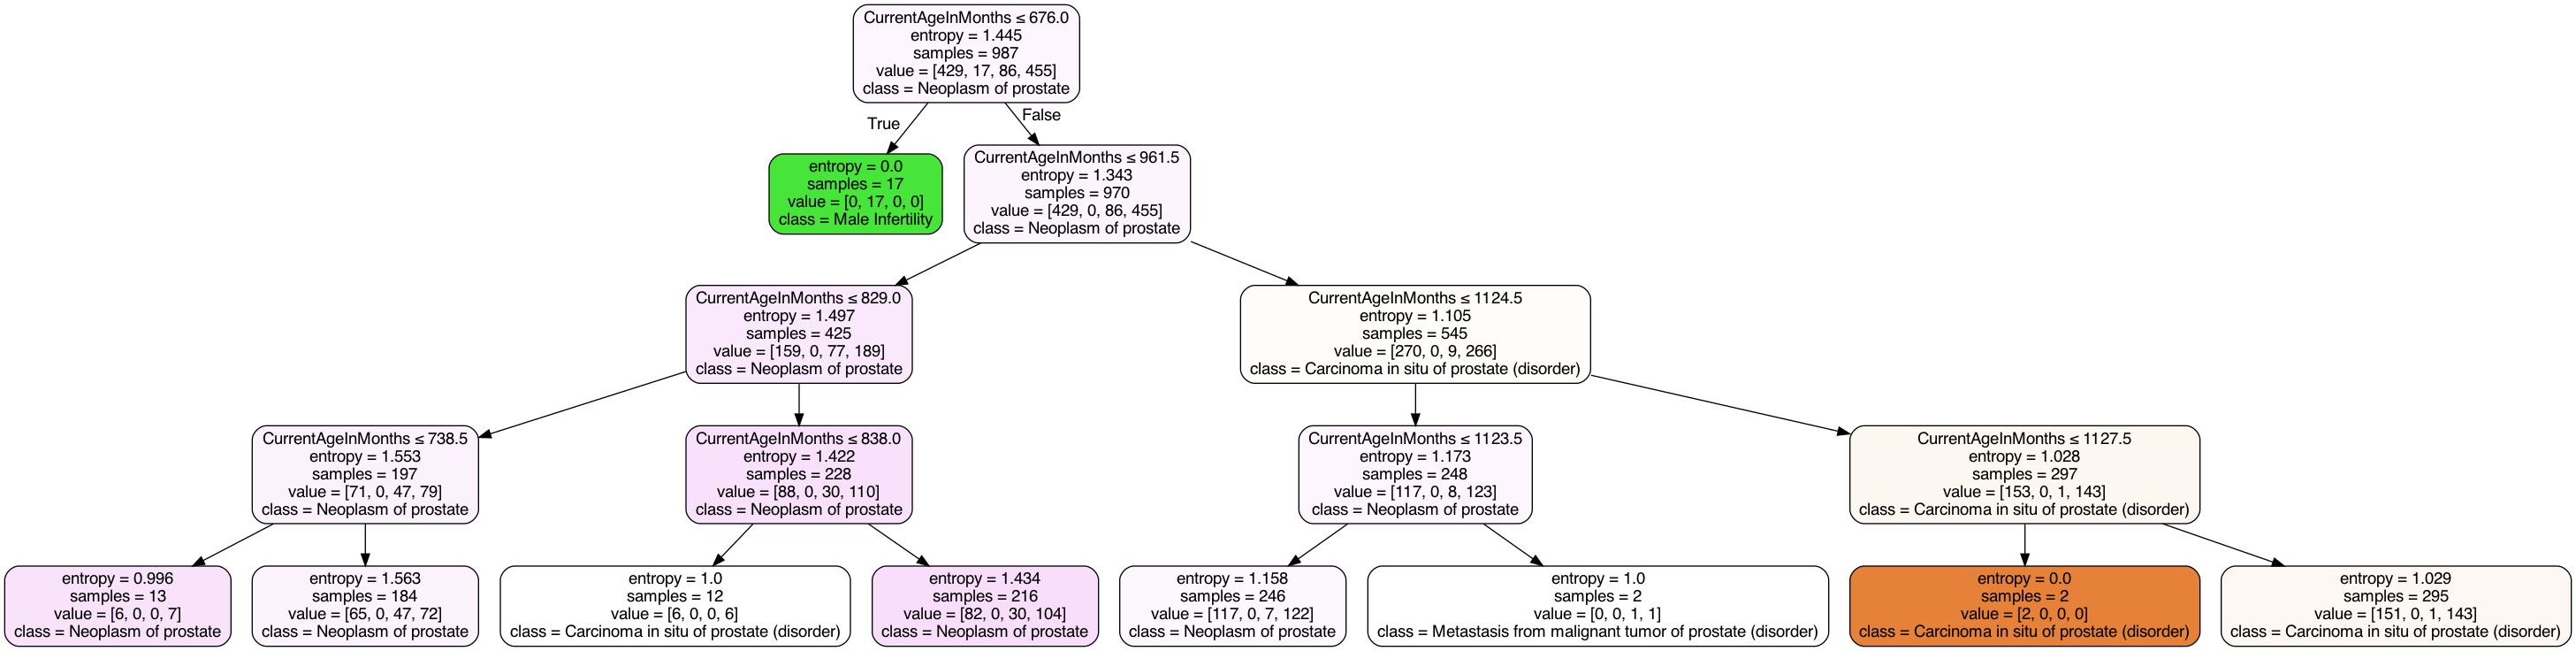 CurrentAgeInMonths ≤ 676.0
entropy = 1.445
samples = 987
value = [429, 17, 86, 455]
class = Neoplasm of prostate
True
False
entropy = 0.0
samples = 17
value = [0, 17, 0, 0]
class = Male Infertility
CurrentAgeInMonths ≤ 961.5
entropy = 1.343
samples = 970
value = [429, 0, 86, 455]
class = Neoplasm of prostate
CurrentAgeInMonths ≤ 829.0
entropy = 1.497
samples = 425
value = [159, 0, 77, 189]
class = Neoplasm of prostate
CurrentAgeInMonths ≤ 1124.5
entropy = 1.105
samples = 545
value = [270, 0, 9, 266]
class = Carcinoma in situ of prostate (disorder)
CurrentAgeInMonths ≤ 738.5
entropy = 1.553
samples = 197
value = [71, 0, 47, 79]
class = Neoplasm of prostate
CurrentAgeInMonths ≤ 838.0
entropy = 1.422
samples = 228
value = [88, 0, 30, 110]
class = Neoplasm of prostate
CurrentAgeInMonths ≤ 1123.5
entropy = 1.173
samples = 248
value = [117, 0, 8, 123]
class = Neoplasm of prostate
CurrentAgeInMonths ≤ 1127.5
entropy = 1.028
samples = 297
value = [153, 0, 1, 143]
class = Carcinoma in situ of prostate (disorder)
entropy = 0.996
samples = 13
value = [6, 0, 0, 7]
class = Neoplasm of prostate
entropy = 1.563
samples = 184
value = [65, 0, 47, 72]
class = Neoplasm of prostate
entropy = 1.0
samples = 12
value = [6, 0, 0, 6]
class = Carcinoma in situ of prostate (disorder)
entropy = 1.434
samples = 216
value = [82, 0, 30, 104]
class = Neoplasm of prostate
entropy = 1.158
samples = 246
value = [117, 0, 7, 122]
class = Neoplasm of prostate
entropy = 1.0
samples = 2
value = [0, 0, 1, 1]
class = Metastasis from malignant tumor of prostate (disorder)
entropy = 0.0
samples = 2
value = [2, 0, 0, 0]
class = Carcinoma in situ of prostate (disorder)
entropy = 1.029
samples = 295
value = [151, 0, 1, 143]
class = Carcinoma in situ of prostate (disorder)